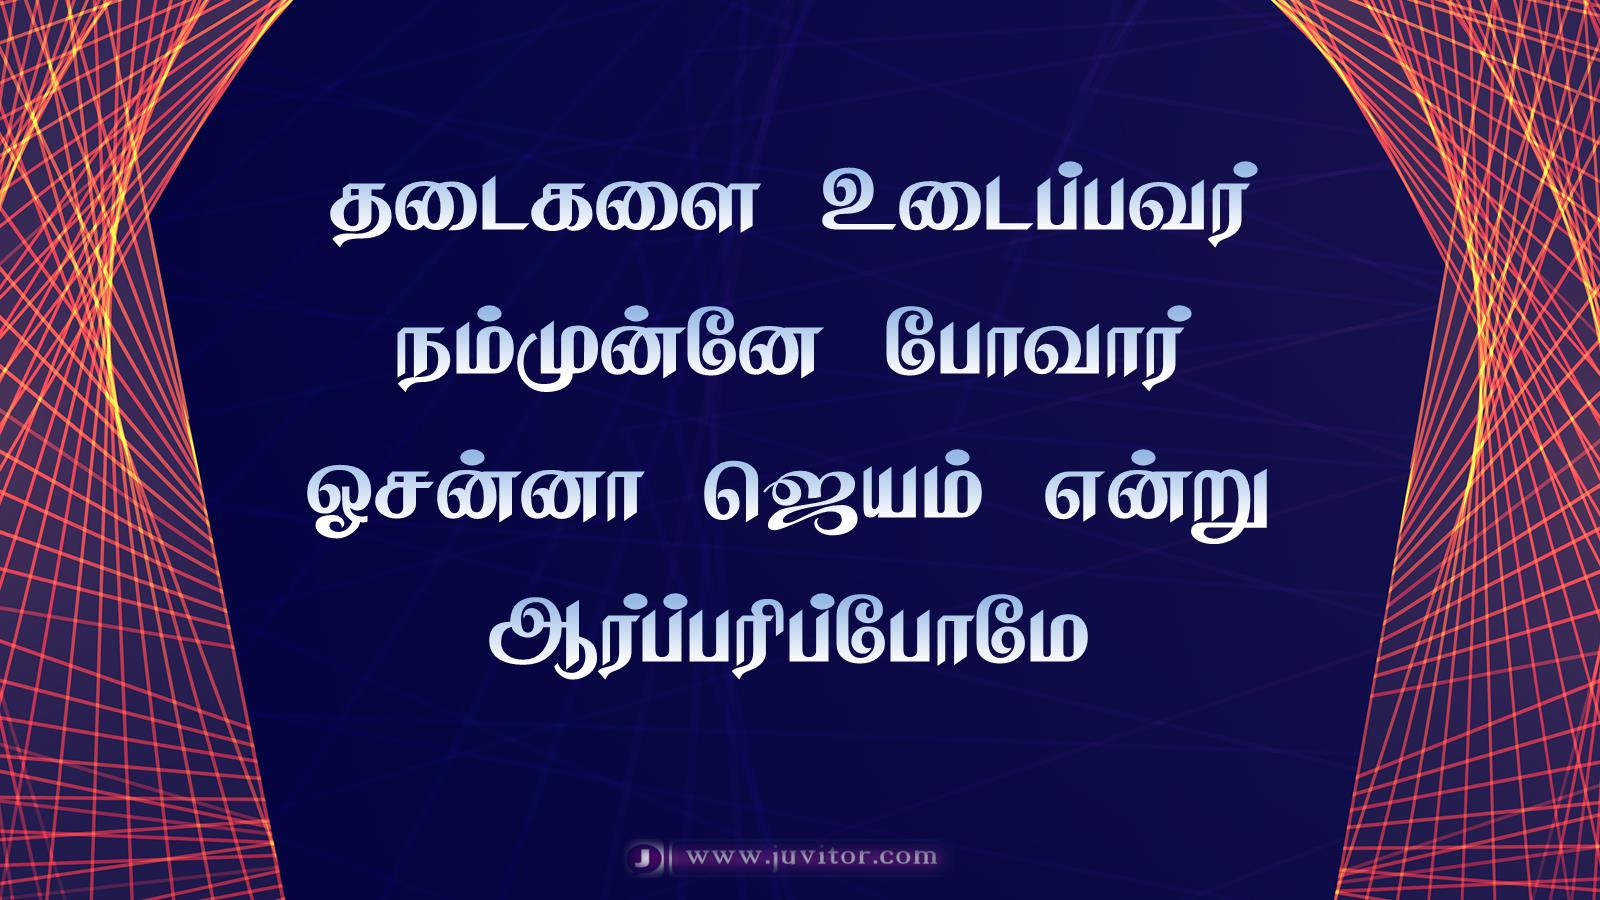 தடைகளை உடைப்பவர்
நம்முன்னே போவார்
ஓசன்னா ஜெயம் என்று
ஆர்ப்பரிப்போமே
J www.juvitor.com